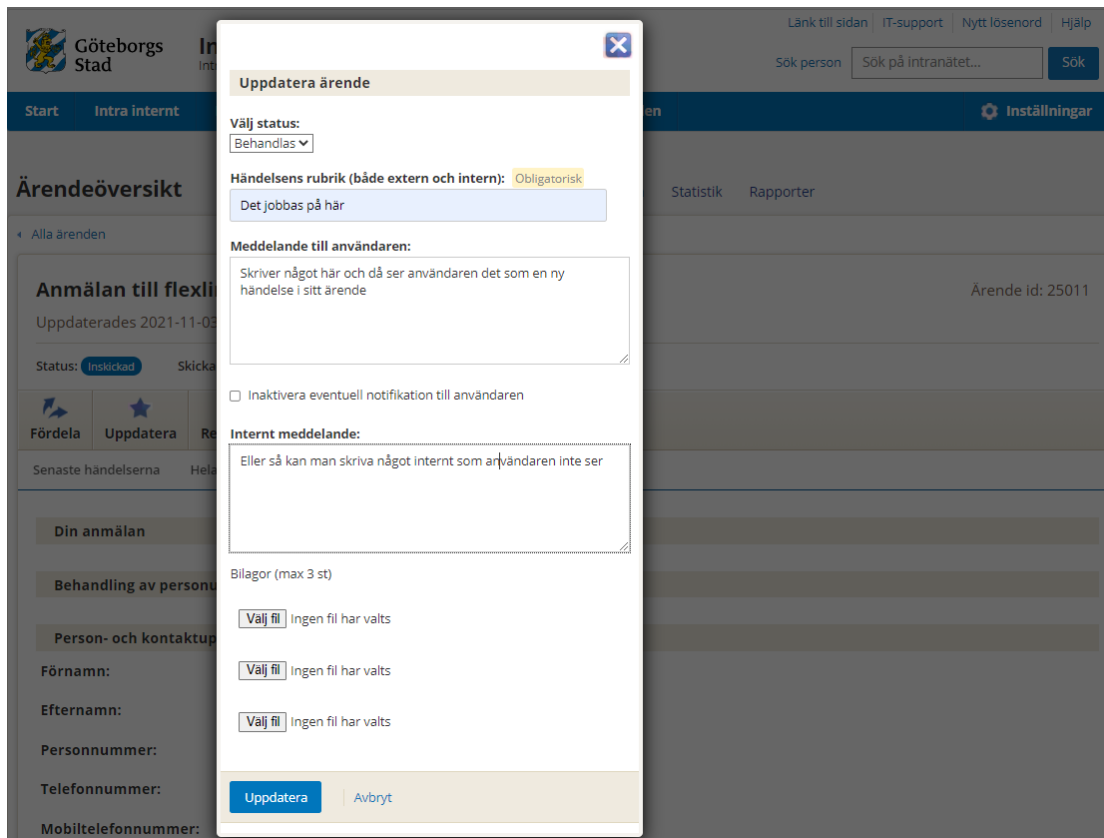 Länk till sidan IT-support Nytt lösenord Hjälp
Göteborgs
Stad
In
Int
Sök person Sök på intranätet... Sök
Start Intra internt en Inställningar
Ärendeöversikt Statistik Rapporter
Alla ärenden
Anmälan till flexli Ärende id: 25011
Uppdaterades 2021-11-03
Status: Inskickad Skicka
Fördela Uppdatera Re
Senaste händelserna Hela
Din anmälan
Behandling av personu
Person- och kontaktup
Förnamn:
Efternamn:
Personnummer:
Telefonnummer:
Mobiltelefonnummer:
Uppdatera ärende
Välj status:
Behandlas
Händelsens rubrik (både extern och intern): Obligatorisk
Det jobbas på här
Meddelande till användaren:
Skriver något här och då ser användaren det som en ny
händelse i sitt ärende
Inaktivera eventuell notifikation till användaren
Internt meddelande:
Eller så kan man skriva något internt som användaren inte ser
Bilagor (max 3 st)
Välj fil Ingen fil har valts
Välj fil Ingen fil har valts
Välj fil Ingen fil har valts
Uppdatera Avbryt